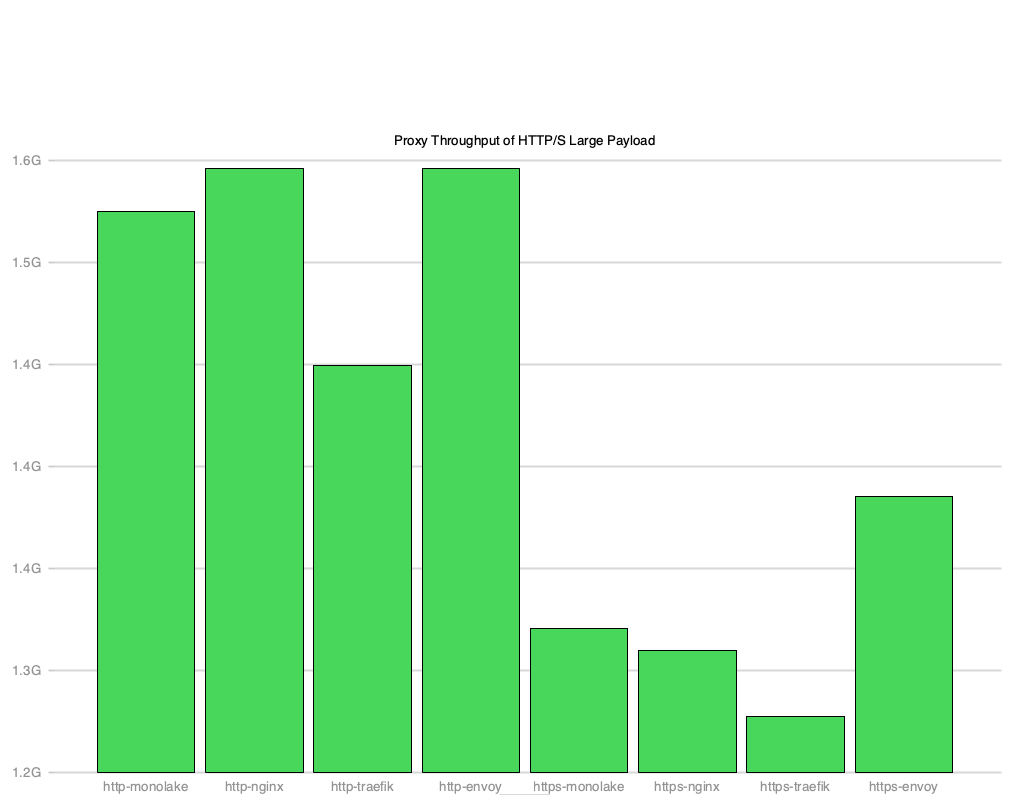 Proxy Throughput of HTTP/S Large Payload
1.6G
1.5G
1.4G
1.4G
1.4G
1.3G
1.2G
http-monolake http-nginx http-traefik http-envoy https-monolake https-nginx https-traefik https-envoy